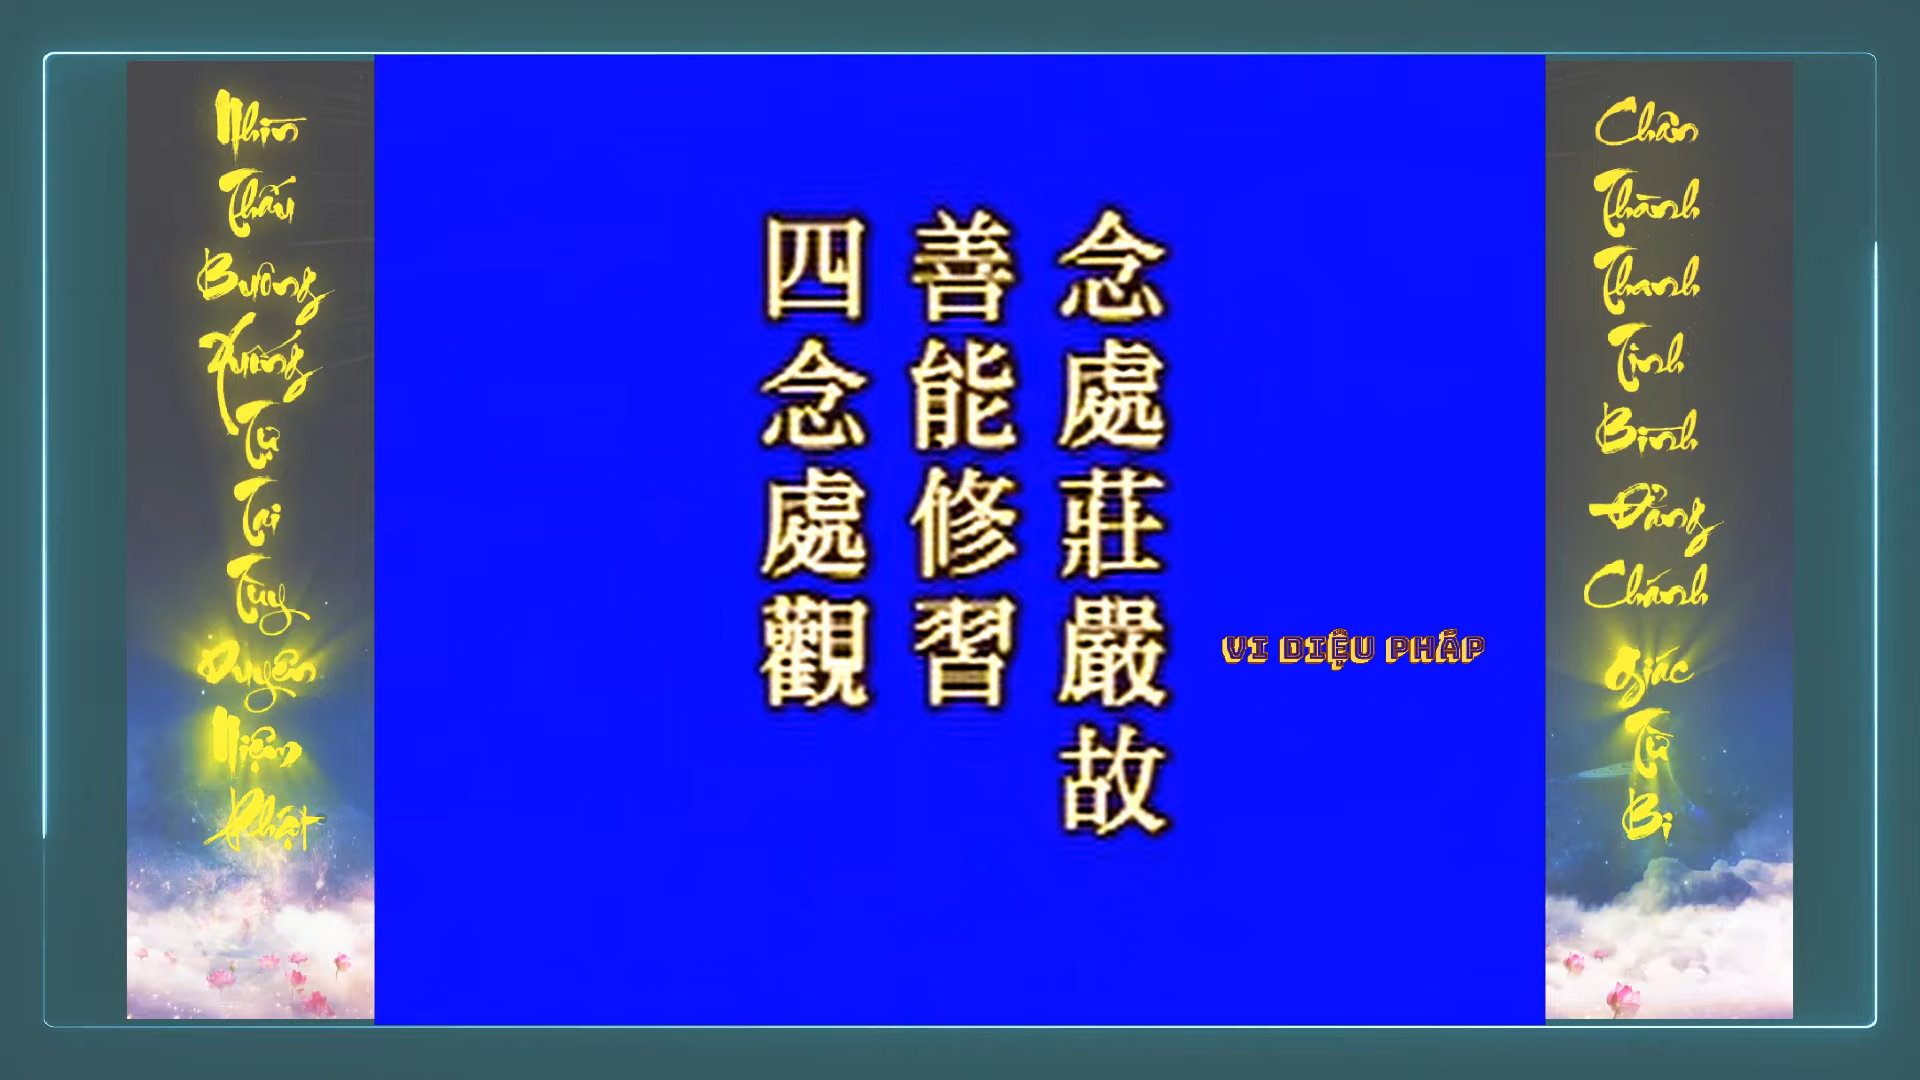 Nhìn
Thấu
Buông
Xuống
Tự
Tại
Tùy
Duyên
Niệm
Phật
念處莊嚴故
善能修習
四念處觀
VI DIỆU PHÁP
Chân
Thành
Thanh
Tịnh
Bình
Đẳng
Chánh
Giác
Từ
Bi